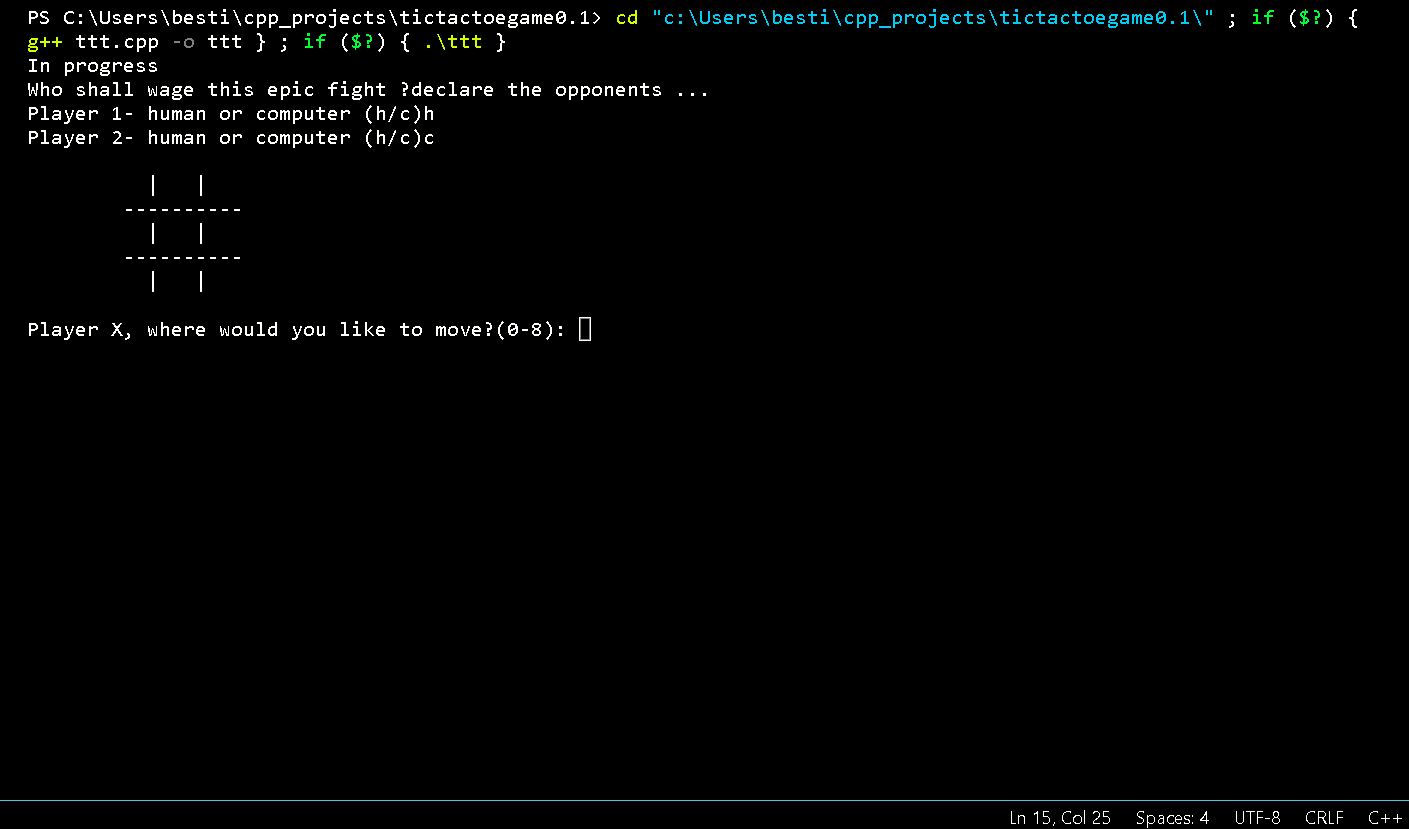 PS C:\Users\besti\cpp_projects\tictactoegame0.1> cd "c:\Users\besti\cpp_projects\tictactoegame0.1\" ; if ($?) {
g++ ttt.cpp -o ttt } ; if ($?) { .\ttt }
In progress
Who shall wage this epic fight ?declare the opponents ...
Player 1- human or computer (h/c)h
Player 2- human or computer (h/c)c
| |
----------
| |
----------
| |
Player X, where would you like to move?(0-8):
Ln 15, Col 25 Spaces: 4 UTF-8 CRLF C++